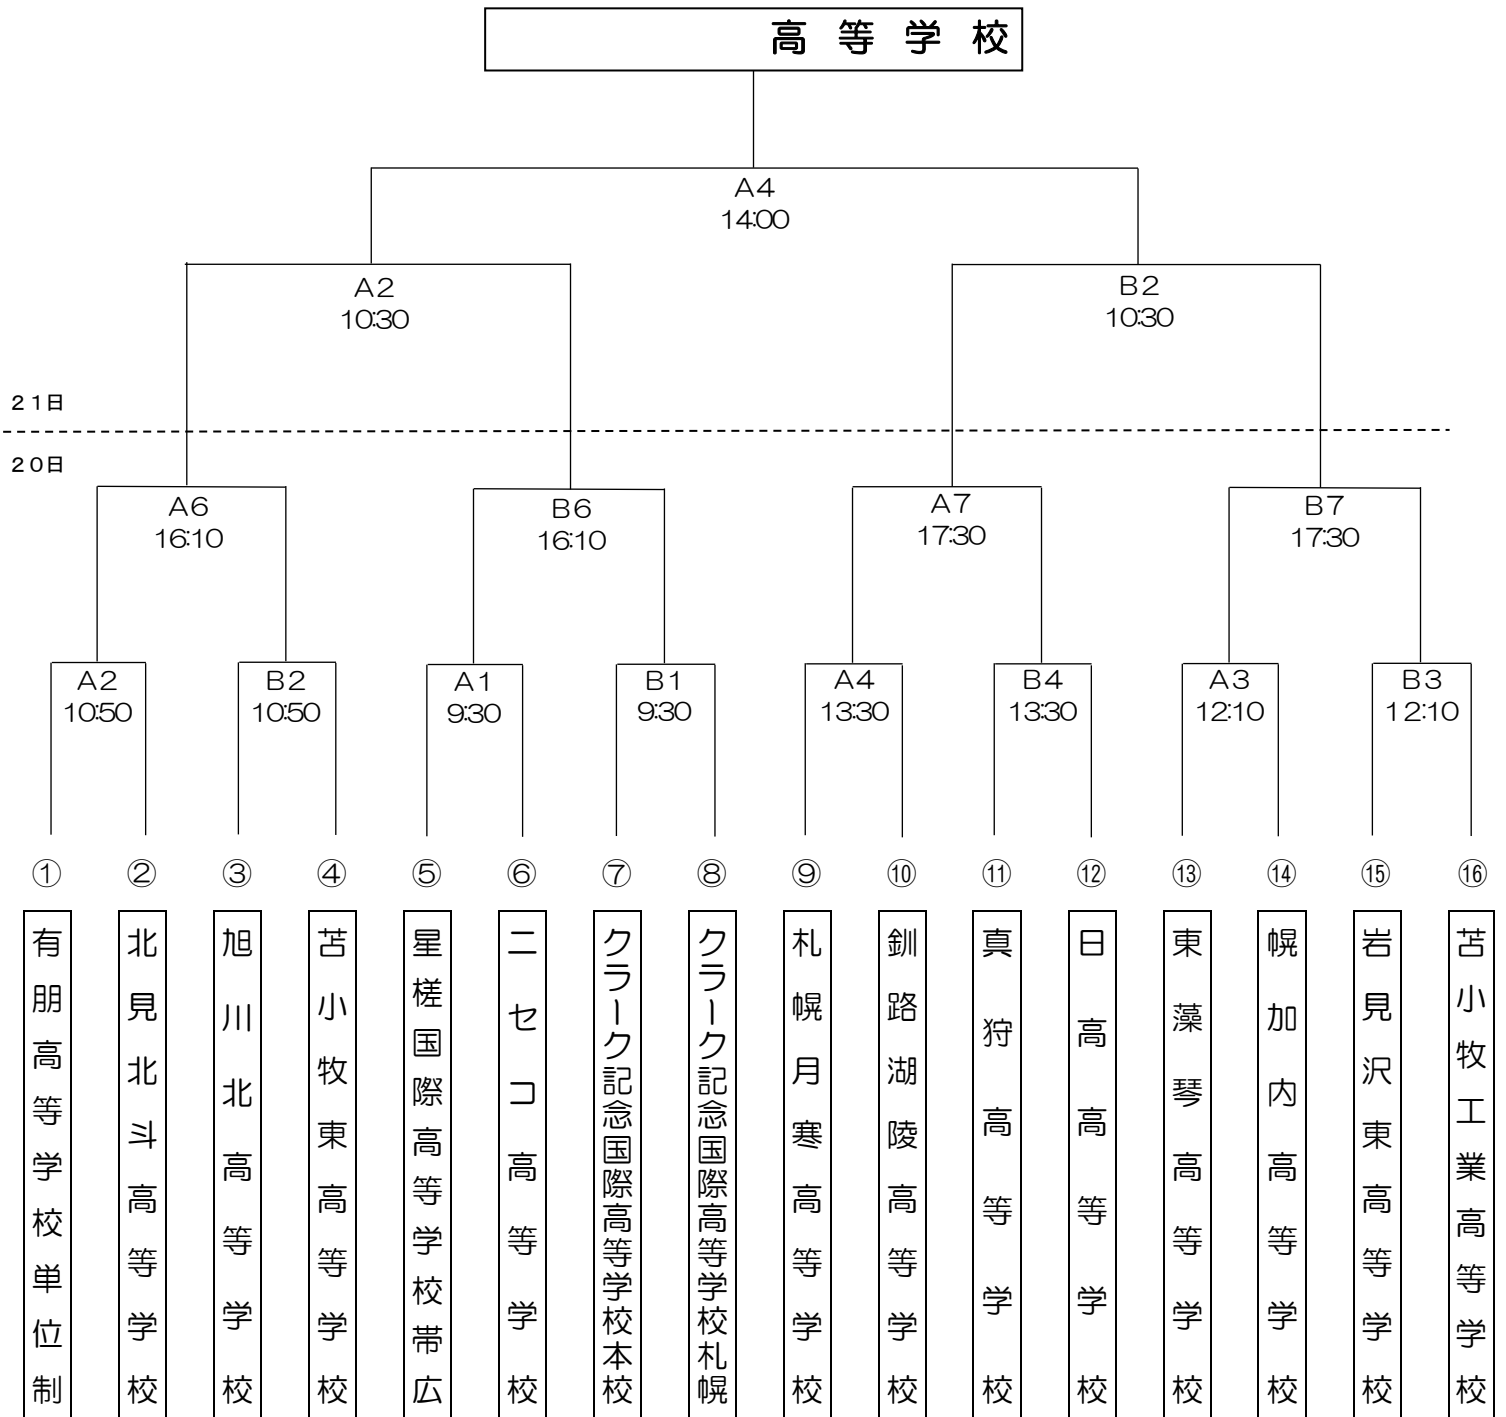 高等学校
A4
14:00
A2
10:30
B2
10:30
21日
20日
A6
16:10
B6
16:10
A7
17:30
B7
17:30
A2
10:50
B2
10:50
A1
9:30
B1
9:30
A4
13:30
B4
13:30
A3
12:10
B3
12:10
① ② ③ ④ ⑤ ⑥ ⑦ ⑧ ⑨ ⑩ ⑪ ⑫ ⑬ ⑭ ⑮ ⑯
有朋高等学校単位制
北見北斗高等学校
旭川北高等学校
苫小牧東高等学校
星槎国際高等学校帯広
ニセコ高等学校
クラーク記念国際高等学校本校
クラーク記念国際高等学校札幌
札幌月寒高等学校
釧路湖陵高等学校
真狩高等学校
日高高等学校
東藻琴高等学校
幌加内高等学校
岩見沢東高等学校
苫小牧工業高等学校